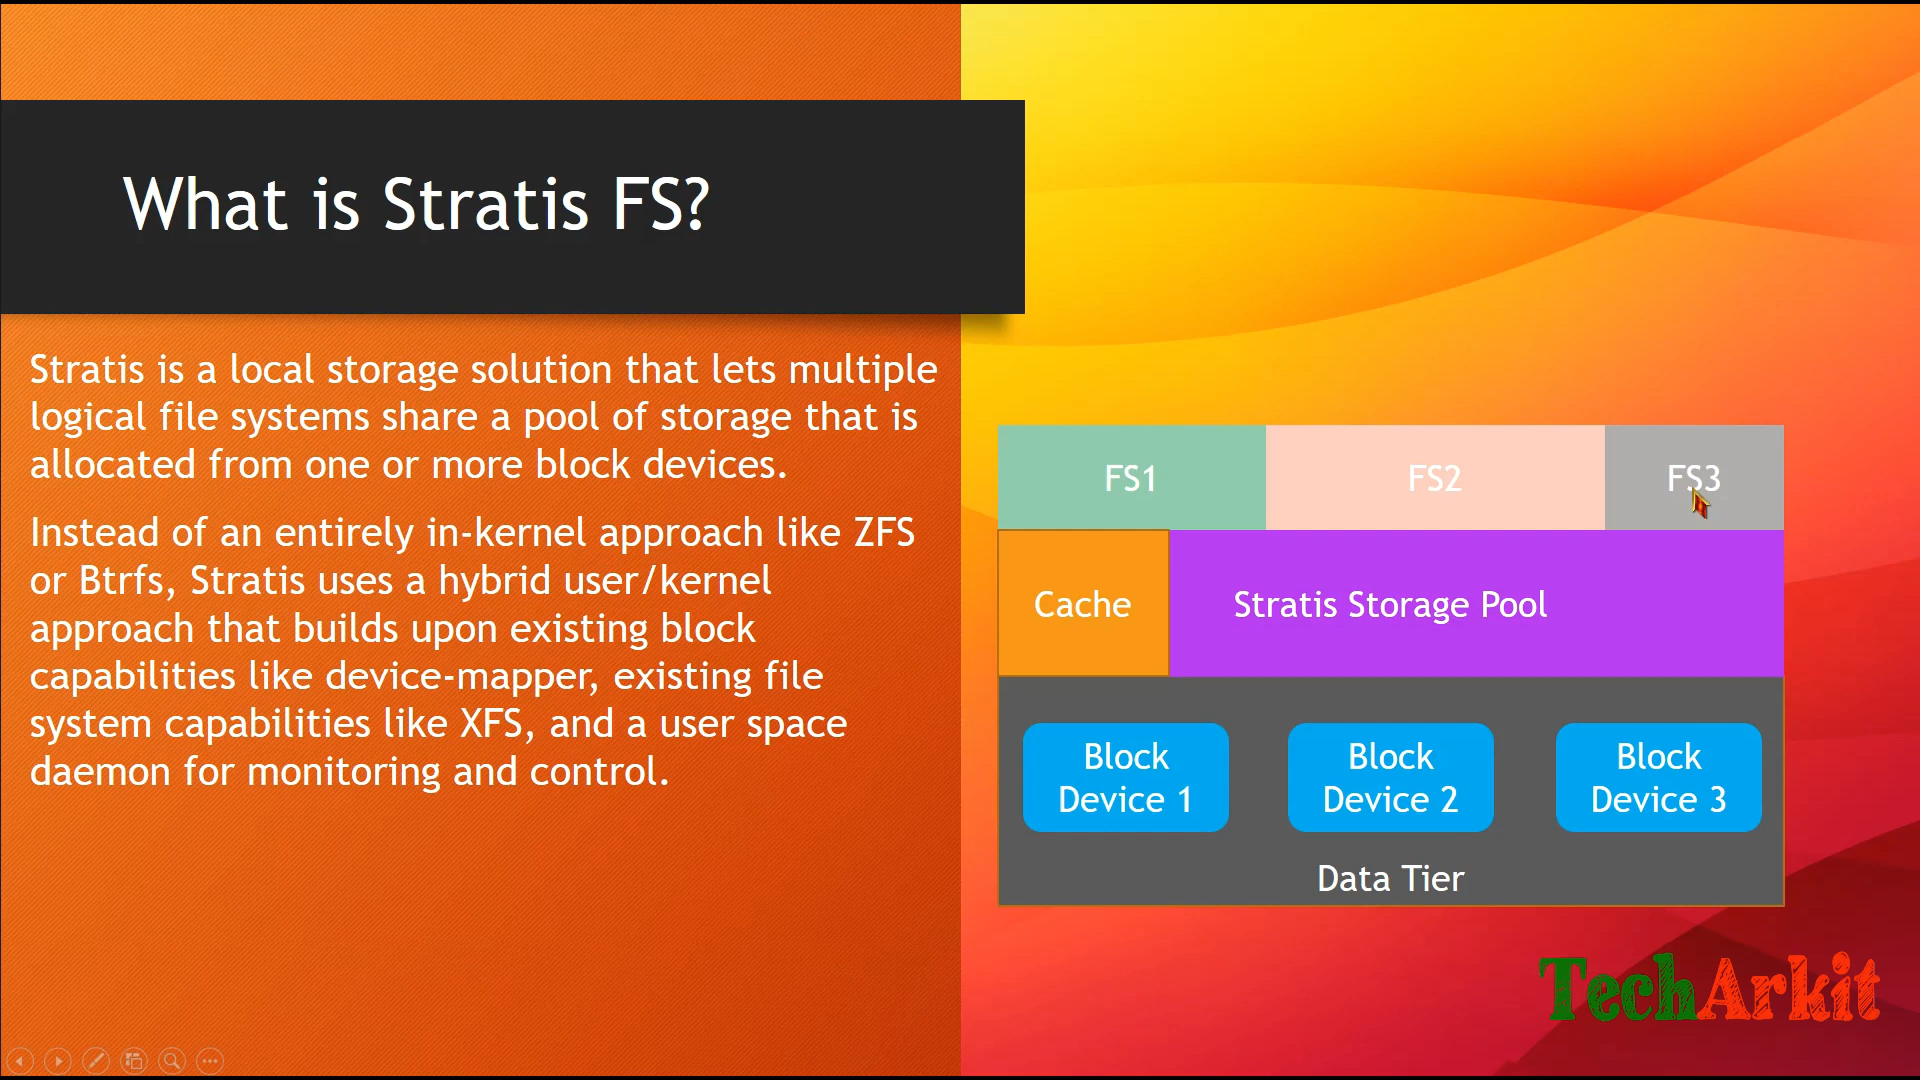 What is Stratis FS?
Stratis is a local storage solution that lets multiple
logical file systems share a pool of storage that is
allocated from one or more block devices.
Instead of an entirely in-kernel approach like ZFS
or Btrfs, Stratis uses a hybrid user/kernel
approach that builds upon existing block
capabilities like device-mapper, existing file
system capabilities like XFS, and a user space
daemon for monitoring and control.
FS1
FS2
FS3
Cache
Stratis Storage Pool
Block
Device 1
Block
Device 2
Block
Device 3
Data Tier
TechArkit